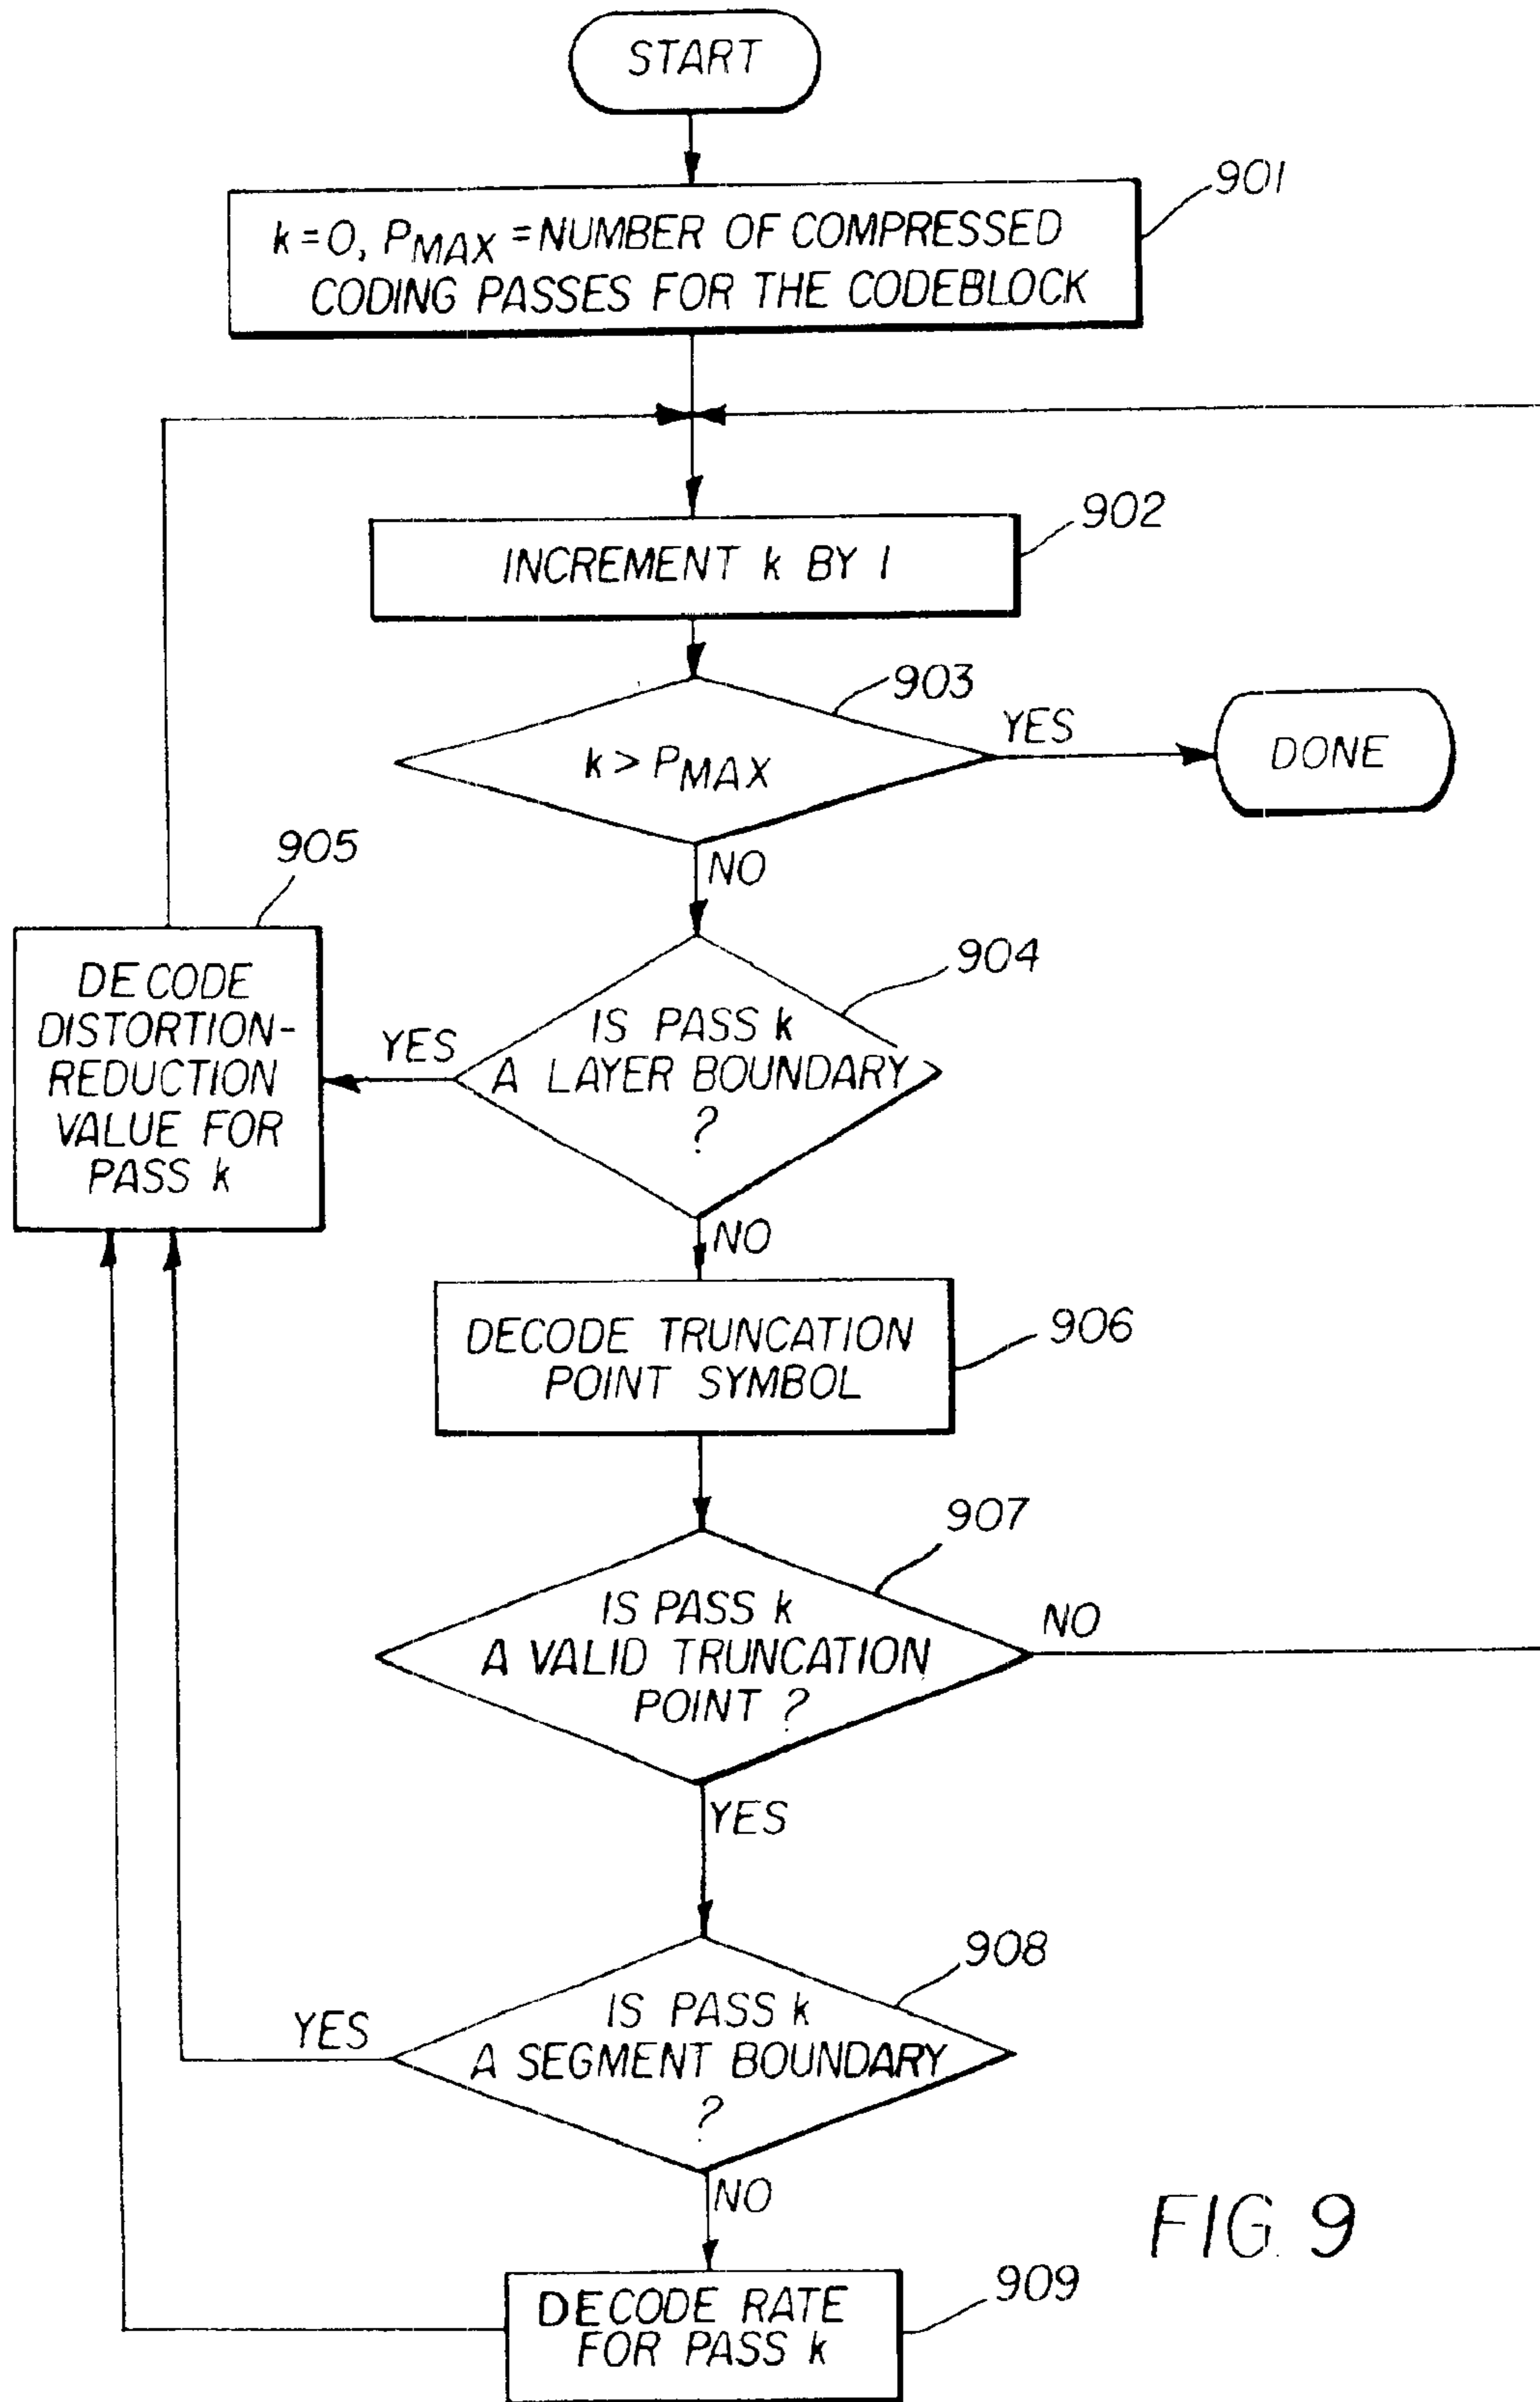 START
901
k=0, PMAX =NUMBER OF COMPRESSED
CODING PASSES FOR THE CODEBLOCK
902
INCREMENT k BY 1
903
k > PMAX
YES
DONE
NO
905
DECODE
DISTORTION-
REDUCTION
VALUE FOR
PASS k
904
IS PASS k
A LAYER BOUNDARY
?
YES
NO
906
DECODE TRUNCATION
POINT SYMBOL
907
IS PASS k
A VALID TRUNCATION
POINT ?
NO
YES
908
IS PASS k
A SEGMENT BOUNDARY
?
YES
NO
909
DECODE RATE
FOR PASS k
FIG. 9